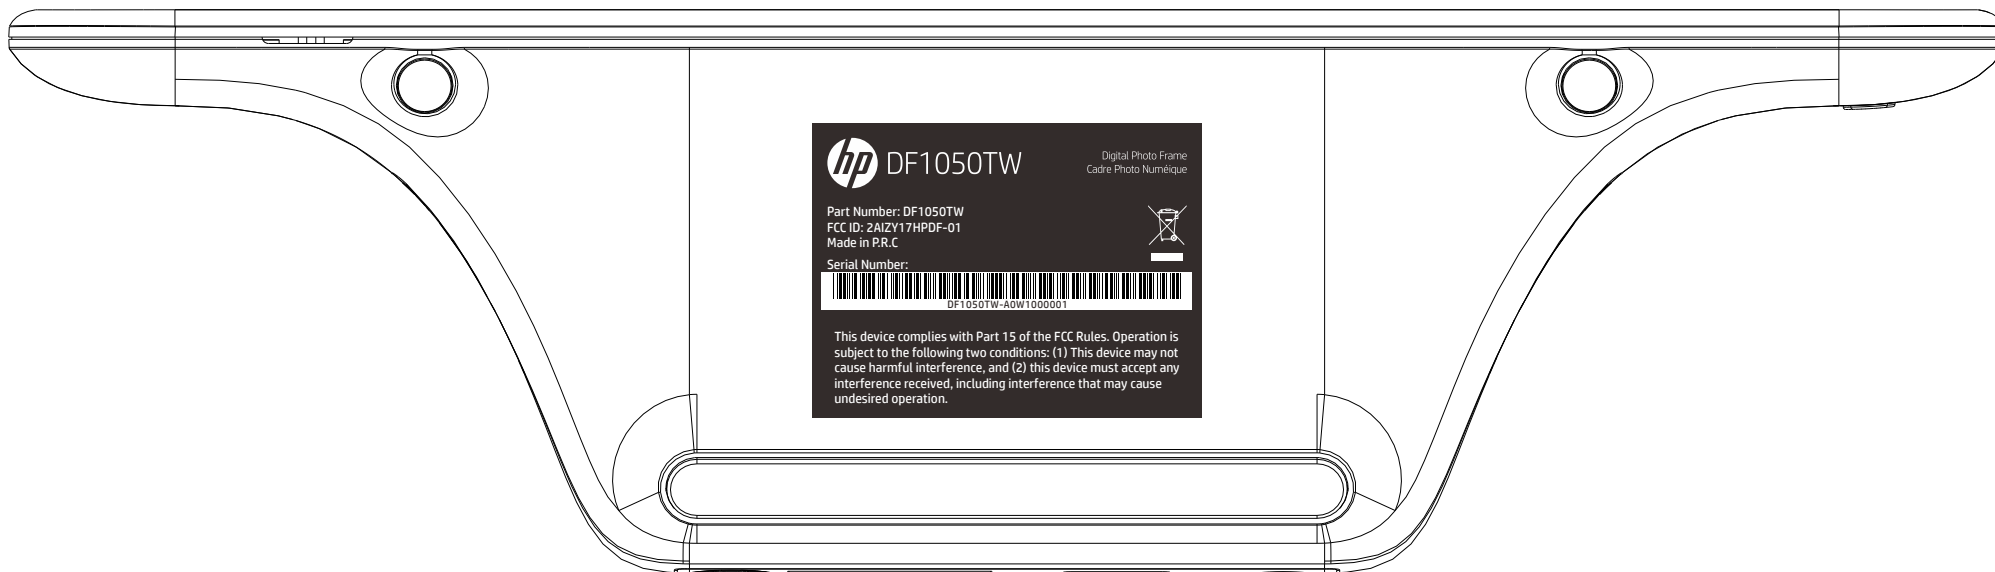 hp DF1050TW
Digital Photo Frame
Cadre Photo Numéique
Part Number: DF1050TW
FCC ID: 2AIZY17HPDF-01
Made in P.R.C
Serial Number:
DF1050TW-A0W1000001
This device complies with Part 15 of the FCC Rules. Operation is
subject to the following two conditions: (1) This device may not
cause harmful interference, and (2) this device must accept any
interference received, including interference that may cause
undesired operation.